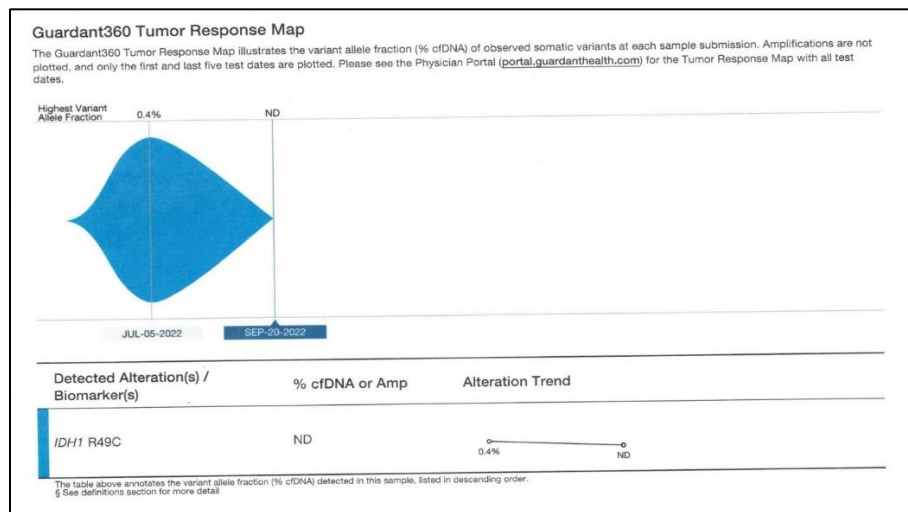 Guardant360 Tumor Response Map
The Guardant360 Tumor Response Map illustrates the variant allele fraction (% cfDNA) of observed somatic variants at each sample submission. Amplifications are not
plotted, and only the first and last five test dates are plotted. Please see the Physician Portal (portal.guardanthealth.com) for the Tumor Response Map with all test
dates.
Highest Variant
Allele Fraction
0.4%
ND
JUL-05-2022
SEP-20-2022
Detected Alteration(s) /
Biomarker(s)
% cfDNA or Amp
Alteration Trend
IDH1 R49C
ND
0.4%
ND
The table above annotates the variant allele fraction (% cfDNA) detected in this sample, listed in descending order.
§ See definitions section for more detail